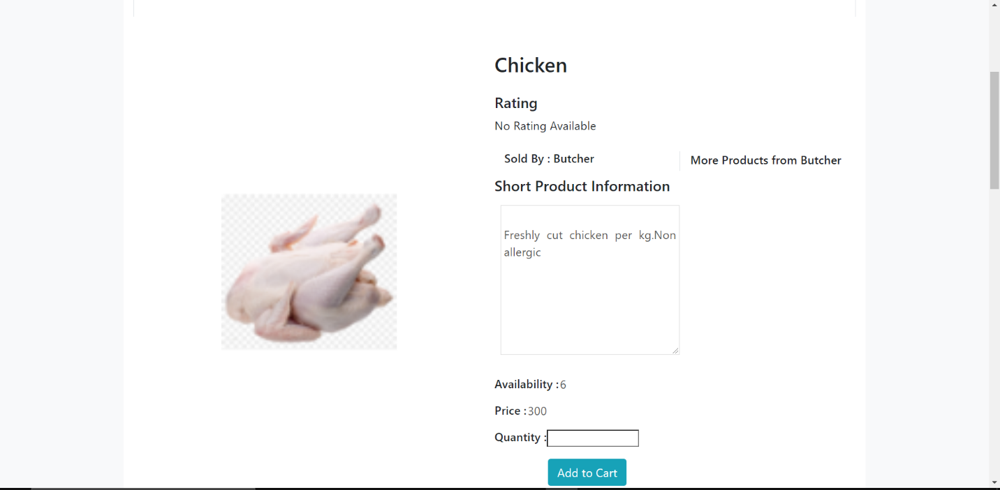 Chicken
Rating
No Rating Available
Sold By : Butcher
More Products from Butcher
Short Product Information
Freshly cut chicken per kg.Non
allergic
Availability :6
Price :300
Quantity :
Add to Cart